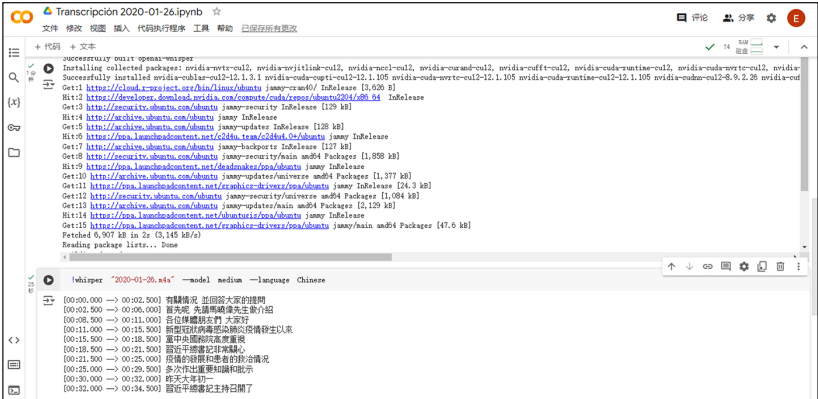 Transcripción 2020-01-26.ipynb
文件 修改 视图 插入 代码执行程序 工具 帮助 已保存所有更改
评论 分享
E
+ 代码 + 文本
T4 RAM 磁盘
Successfully built openai-whisper
1分钟
Installing collected packages: nvidia-nvtx-cu12, nvidia-nvjitlink-cu12, nvidia-nccl-cu12, nvidia-curand-cu12, nvidia-cufft-cu12, nvidia-cuda-runtime-cu12, nvidia-cuda-nvrtc-cu12, nvidia-
Successfully installed nvidia-cublas-cu12-12.1.3.1 nvidia-cuda-cupti-cu12-12.1.105 nvidia-cuda-nvrtc-cu12-12.1.105 nvidia-cuda-runtime-cu12-12.1.105 nvidia-cudnn-cu12-8.9.2.26 nvidia-cuf
Get:1 https://cloud.r-project.org/bin/linux/ubuntu jammy-cran40/ InRelease [3,626 B]
Hit:2 https://developer.download.nvidia.com/compute/cuda/repos/ubuntu2204/x86_64 InRelease
Get:3 http://security.ubuntu.com/ubuntu jammy-security InRelease [129 kB]
Hit:4 http://archive.ubuntu.com/ubuntu jammy InRelease
Get:5 http://archive.ubuntu.com/ubuntu jammy-updates InRelease [128 kB]
Hit:6 https://ppa.launchpadcontent.net/c2d4u.team/c2d4u4.0+/ubuntu jammy InRelease
Get:7 http://archive.ubuntu.com/ubuntu jammy-backports InRelease [127 kB]
Get:8 http://security.ubuntu.com/ubuntu jammy-security/main amd64 Packages [1,858 kB]
Hit:9 https://ppa.launchpadcontent.net/deadsnakes/ppa/ubuntu jammy InRelease
Get:10 http://archive.ubuntu.com/ubuntu jammy-updates/universe amd64 Packages [1,377 kB]
Get:11 https://ppa.launchpadcontent.net/graphics-drivers/ppa/ubuntu jammy InRelease [24.3 kB]
Get:12 http://security.ubuntu.com/ubuntu jammy-security/universe amd64 Packages [1,084 kB]
Get:13 http://archive.ubuntu.com/ubuntu jammy-updates/main amd64 Packages [2,129 kB]
Hit:14 https://ppa.launchpadcontent.net/ubuntugis/ppa/ubuntu jammy InRelease
Get:15 https://ppa.launchpadcontent.net/graphics-drivers/ppa/ubuntu jammy/main amd64 Packages [47.6 kB]
Fetched 6,907 kB in 2s (3,145 kB/s)
Reading package lists... Done
25秒
!whisper "2020-01-26.m4a" --model medium --language Chinese
[00:00.000 --> 00:02.500] 有關情況 並回答大家的提問
[00:02.500 --> 00:06.000] 首先呢 先請馬曉偉先生做介紹
[00:08.500 --> 00:11.000] 各位媒體朋友們 大家好
[00:11.000 --> 00:15.500] 新型冠狀病毒感染肺炎疫情發生以來
[00:15.500 --> 00:18.500] 黨中央國務院高度重視
[00:18.500 --> 00:21.500] 習近平總書記非常關心
[00:21.500 --> 00:25.000] 疫情的發展和患者的救治情況
[00:25.000 --> 00:29.500] 多次作出重要知識和批示
[00:30.000 --> 00:32.000] 昨天大年初一
[00:32.000 --> 00:34.500] 習近平總書記主持召開了